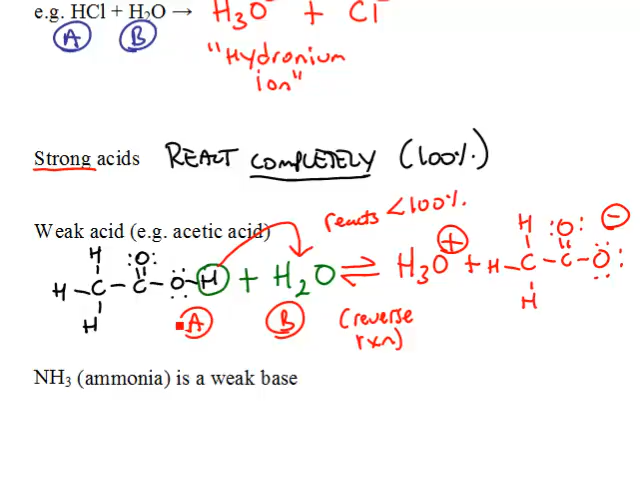 e.g. HCl + H₂O → H₃O + Cl
A B
"Hydronium
ion"
Strong acids REACT COMPLETELY (100%)
Weak acid (e.g. acetic acid) reacts <100%
H :O: H :O: −
H–C–C–O–H + H₂O ⇌ H₃O + + H–C–C–O:
H H
A B (reverse
rxn)
NH₃ (ammonia) is a weak base